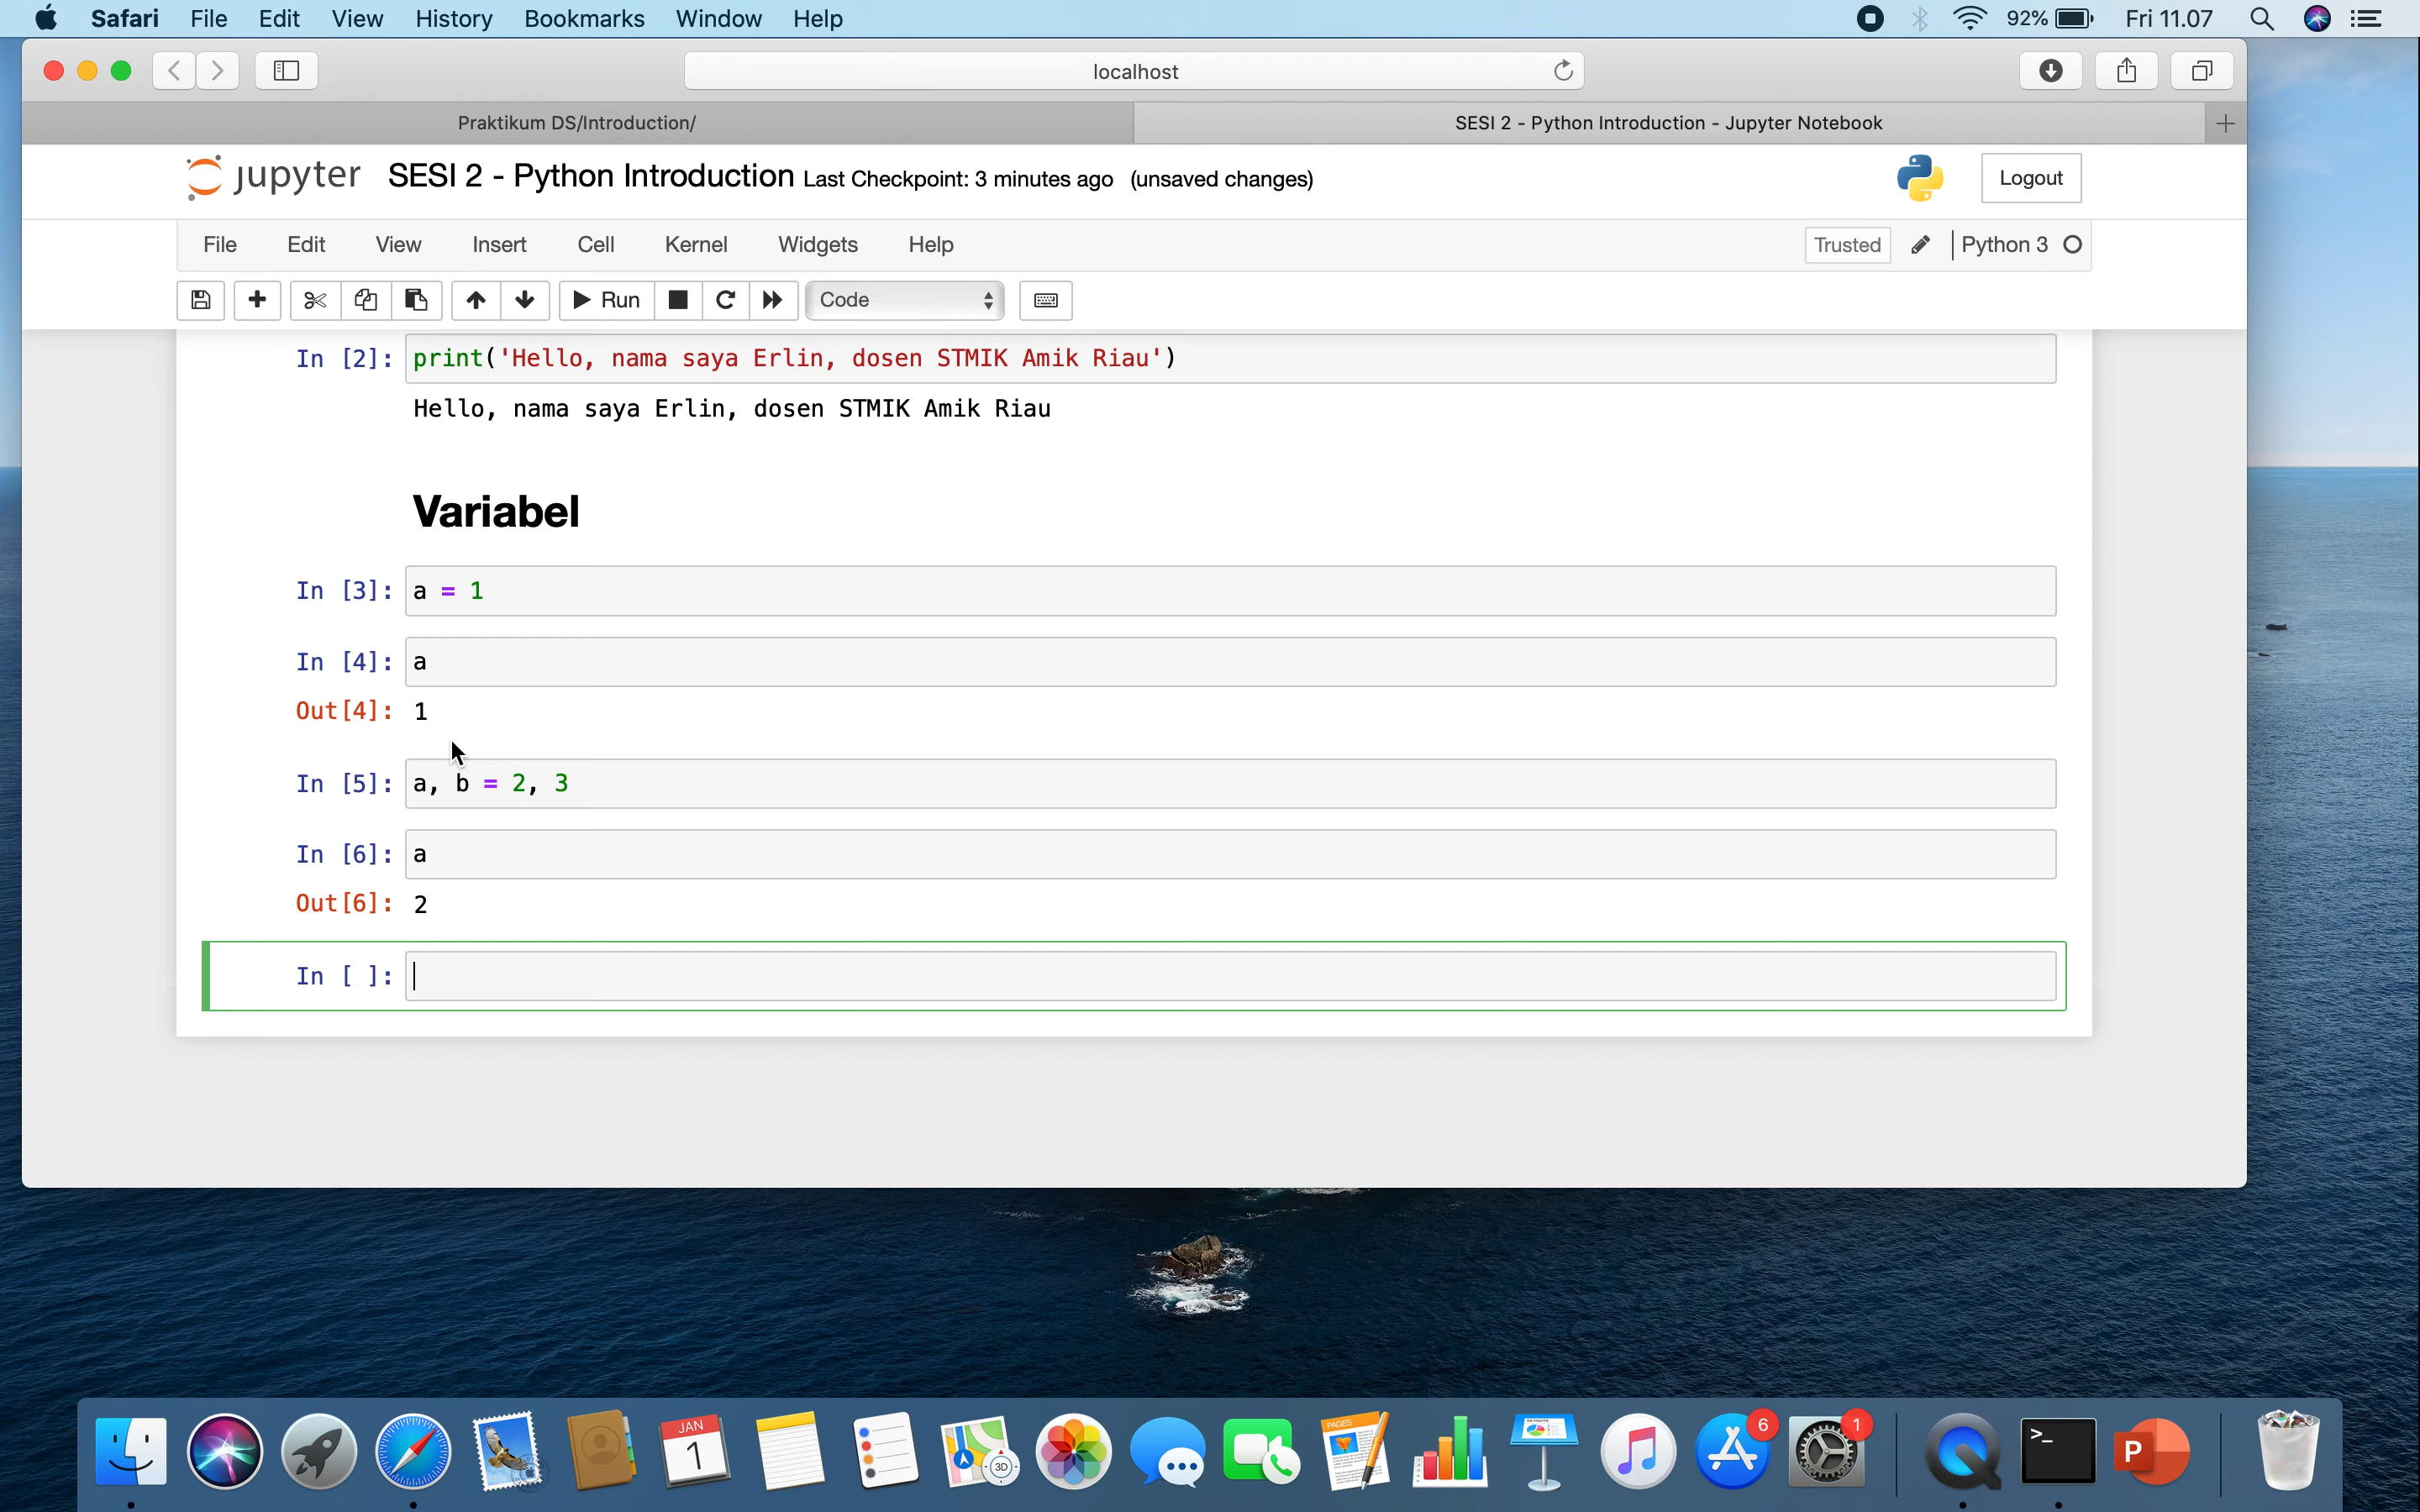 Safari File Edit View History Bookmarks Window Help 92% Fri 11.07
localhost
Praktikum DS/Introduction/ SESI 2 - Python Introduction - Jupyter Notebook
jupyter SESI 2 - Python Introduction Last Checkpoint: 3 minutes ago (unsaved changes) Logout
File Edit View Insert Cell Kernel Widgets Help Trusted Python 3
Run Code
In [2]: print('Hello, nama saya Erlin, dosen STMIK Amik Riau')
Hello, nama saya Erlin, dosen STMIK Amik Riau
Variabel
In [3]: a = 1
In [4]: a
Out[4]: 1
In [5]: a, b = 2, 3
In [6]: a
Out[6]: 2
In [ ]:
JAN
1
3D
PAGES
KEYNOTE
6
1
>_
P